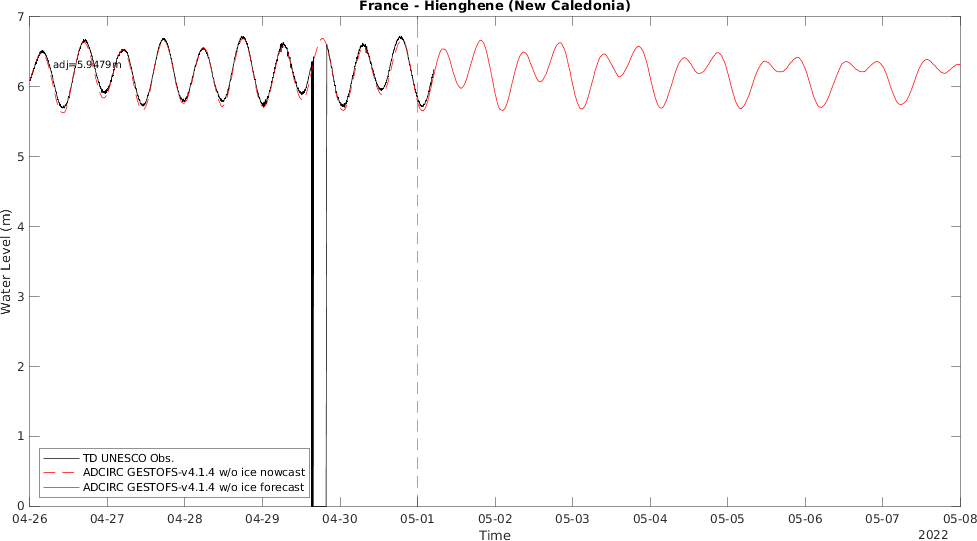 France - Hienghene (New Caledonia)
7
6
5
4
3
2
1
0
Water Level (m)
adj=5.9479m
TD UNESCO Obs.
ADCIRC GESTOFS-v4.1.4 w/o ice nowcast
ADCIRC GESTOFS-v4.1.4 w/o ice forecast
04-26 04-27 04-28 04-29 04-30 05-01 05-02 05-03 05-04 05-05 05-06 05-07 05-08
Time
2022